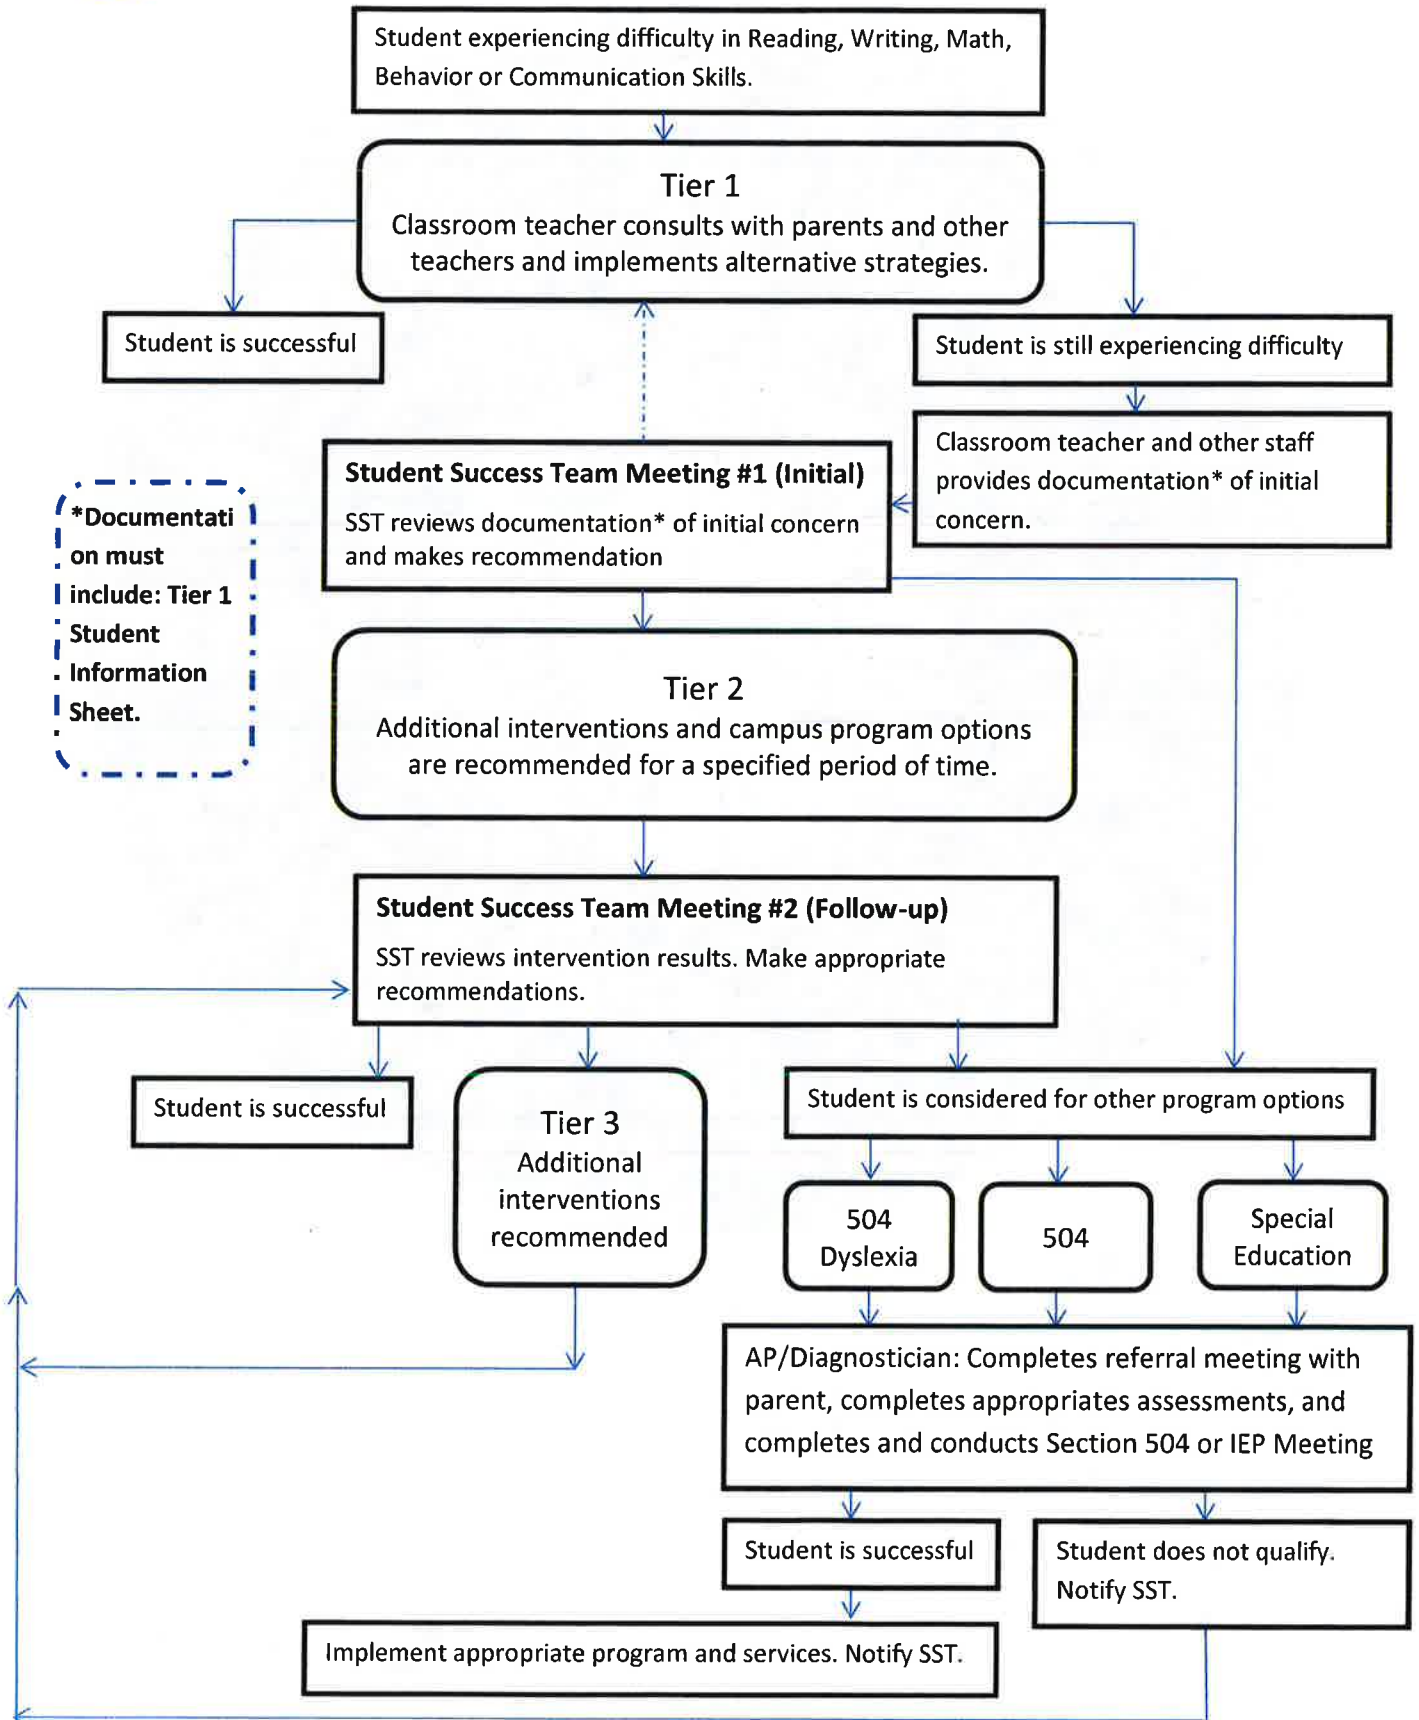 Student experiencing difficulty in Reading, Writing, Math,
Behavior or Communication Skills.
Tier 1
Classroom teacher consults with parents and other
teachers and implements alternative strategies.
Student is successful
Student is still experiencing difficulty
Classroom teacher and other staff
provides documentation* of initial
concern.
Student Success Team Meeting #1 (Initial)
SST reviews documentation* of initial concern
and makes recommendation
*Documentati
on must
include: Tier 1
Student
Information
Sheet.
Tier 2
Additional interventions and campus program options
are recommended for a specified period of time.
Student Success Team Meeting #2 (Follow-up)
SST reviews intervention results. Make appropriate
recommendations.
Student is successful
Tier 3
Additional
interventions
recommended
Student is considered for other program options
504
Dyslexia
504
Special
Education
AP/Diagnostician: Completes referral meeting with
parent, completes appropriates assessments, and
completes and conducts Section 504 or IEP Meeting
Student is successful
Student does not qualify.
Notify SST.
Implement appropriate program and services. Notify SST.